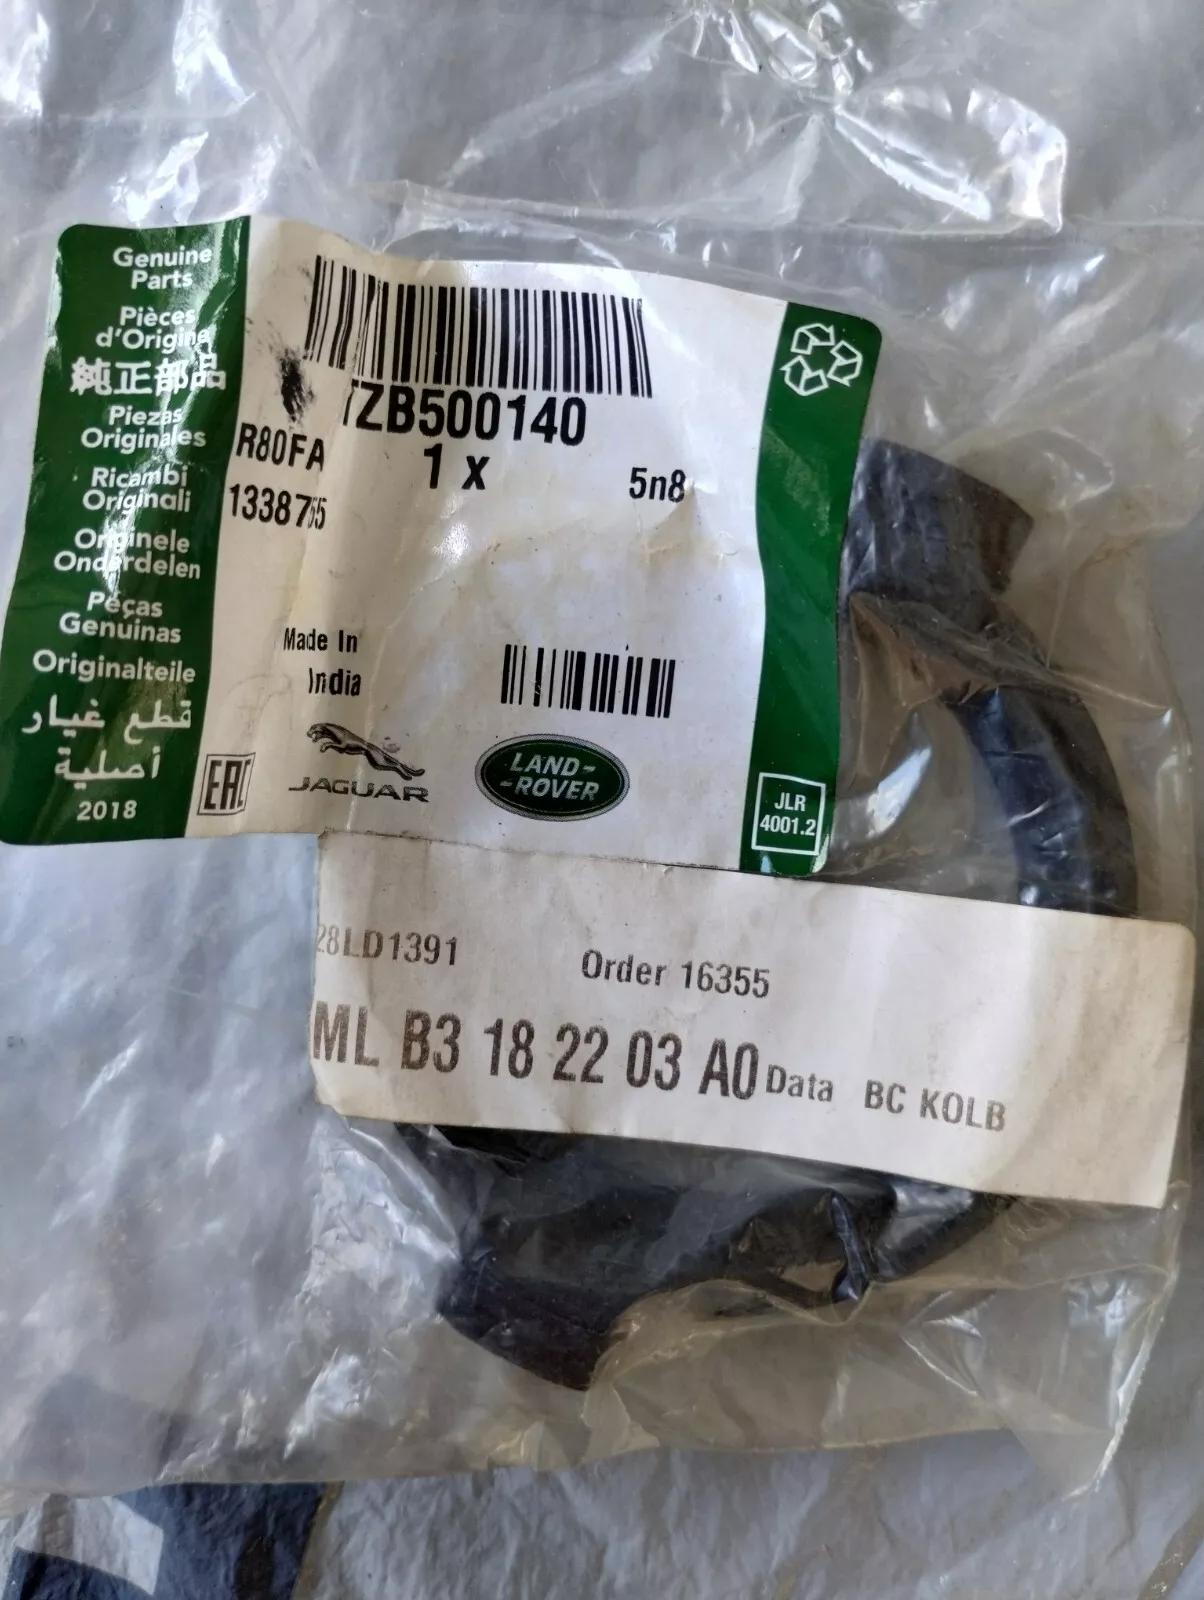 Genuine
Parts
Pièces
d'Origine
純正部品
Piezas
Originales
Ricambi
Originali
Originele
Onderdelen
Peças
Genuinas
Originalteile
قطع غيار
أصلية
2018
EAC
TZB500140
R80FA
1 x
5n8
1338755
Made In
India
JAGUAR
LAND-
-ROVER
JLR
4001.2
28LD1391
Order 16355
ML B3 18 22 03 A0 Data BC KOLB